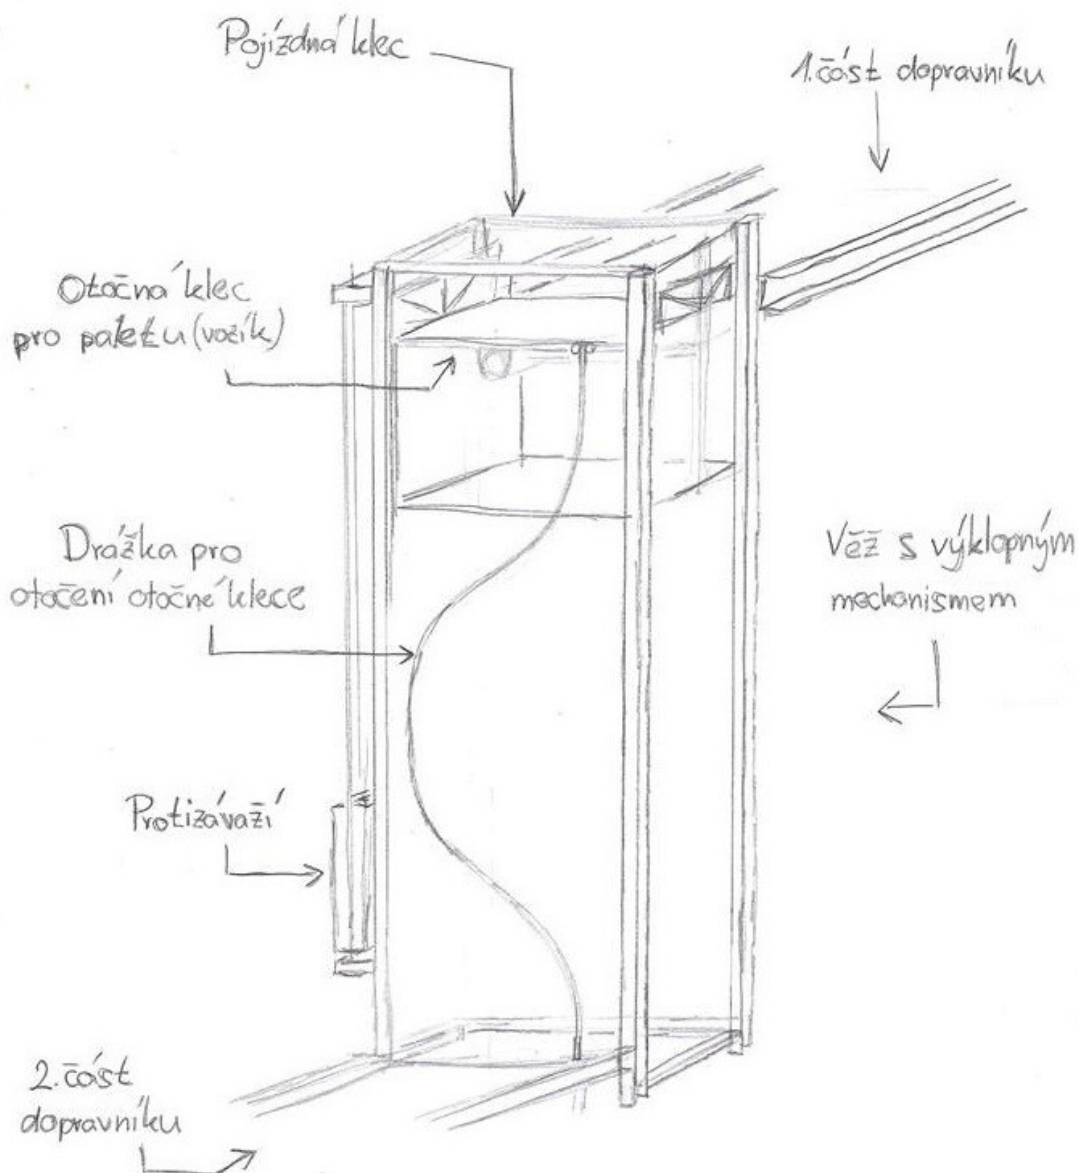 Pojízdná klec
1.část dopravníku
Otočná klec
pro paletu (vozík)
Drážka pro
otočení otočné klece
Věž s výklopným
mechanismem
Protizávaží
2.část
dopravníku